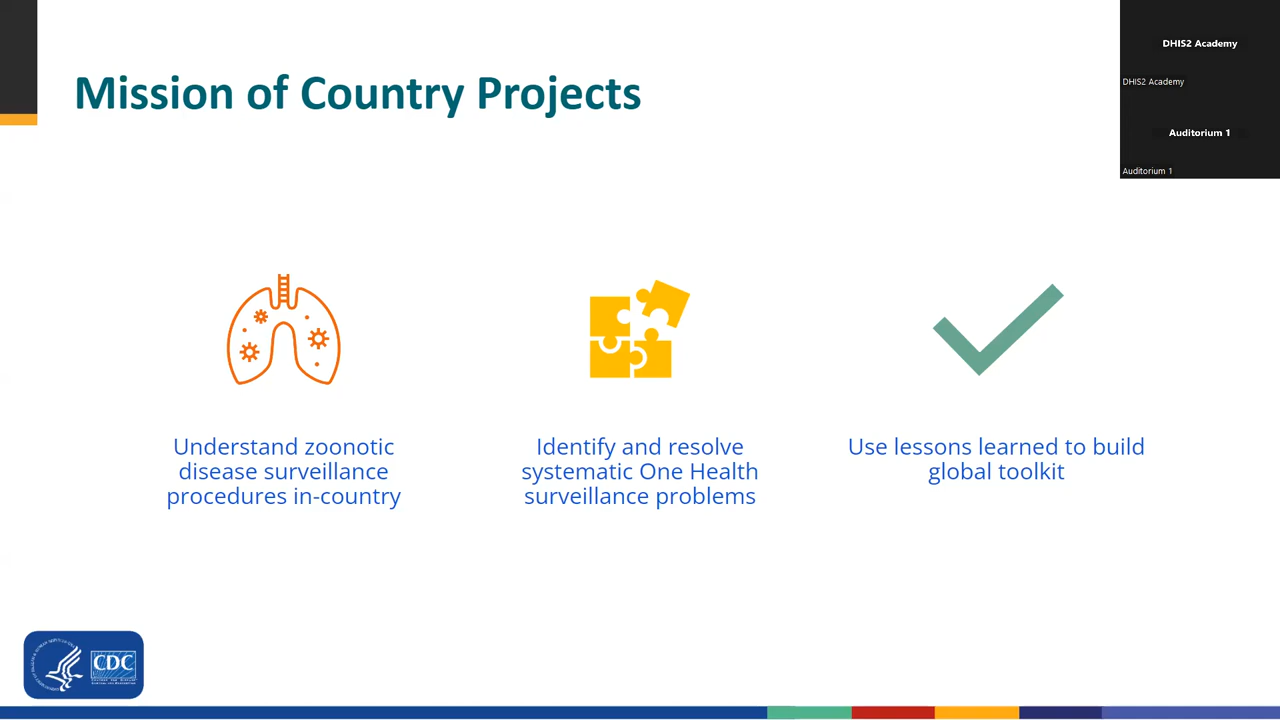 Mission of Country Projects
DHIS2 Academy
DHIS2 Academy
Auditorium 1
Auditorium 1
Understand zoonotic
disease surveillance
procedures in-country
Identify and resolve
systematic One Health
surveillance problems
Use lessons learned to build
global toolkit
CDC